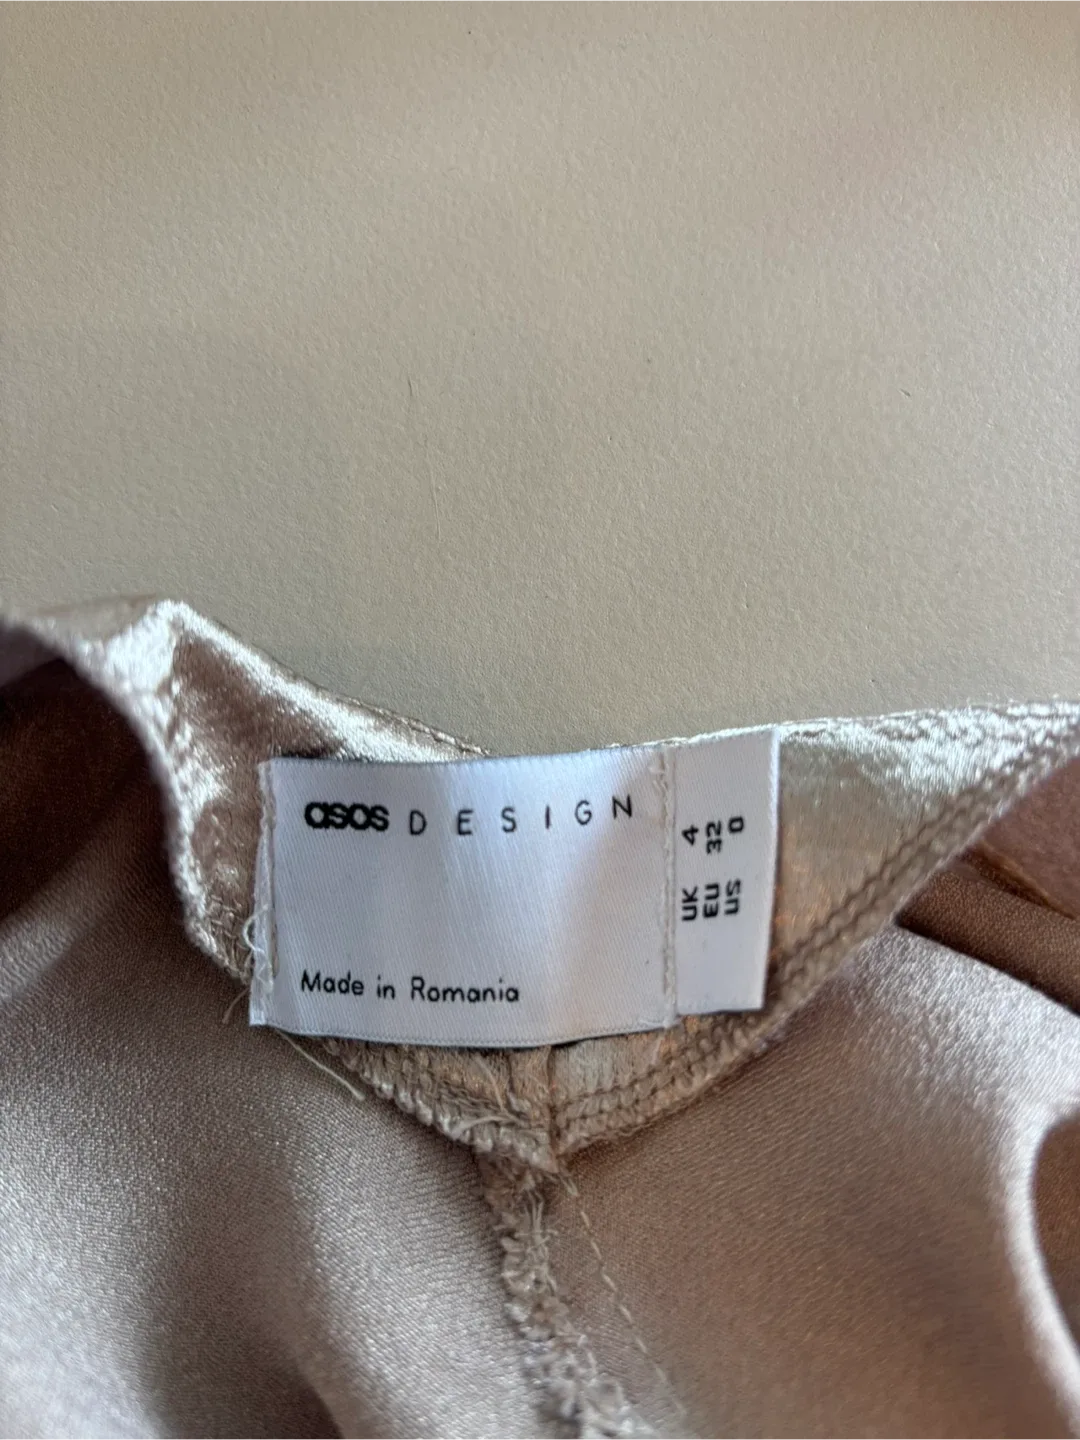 asos DESIGN
Made in Romania
UK 4
EU 32
US 0